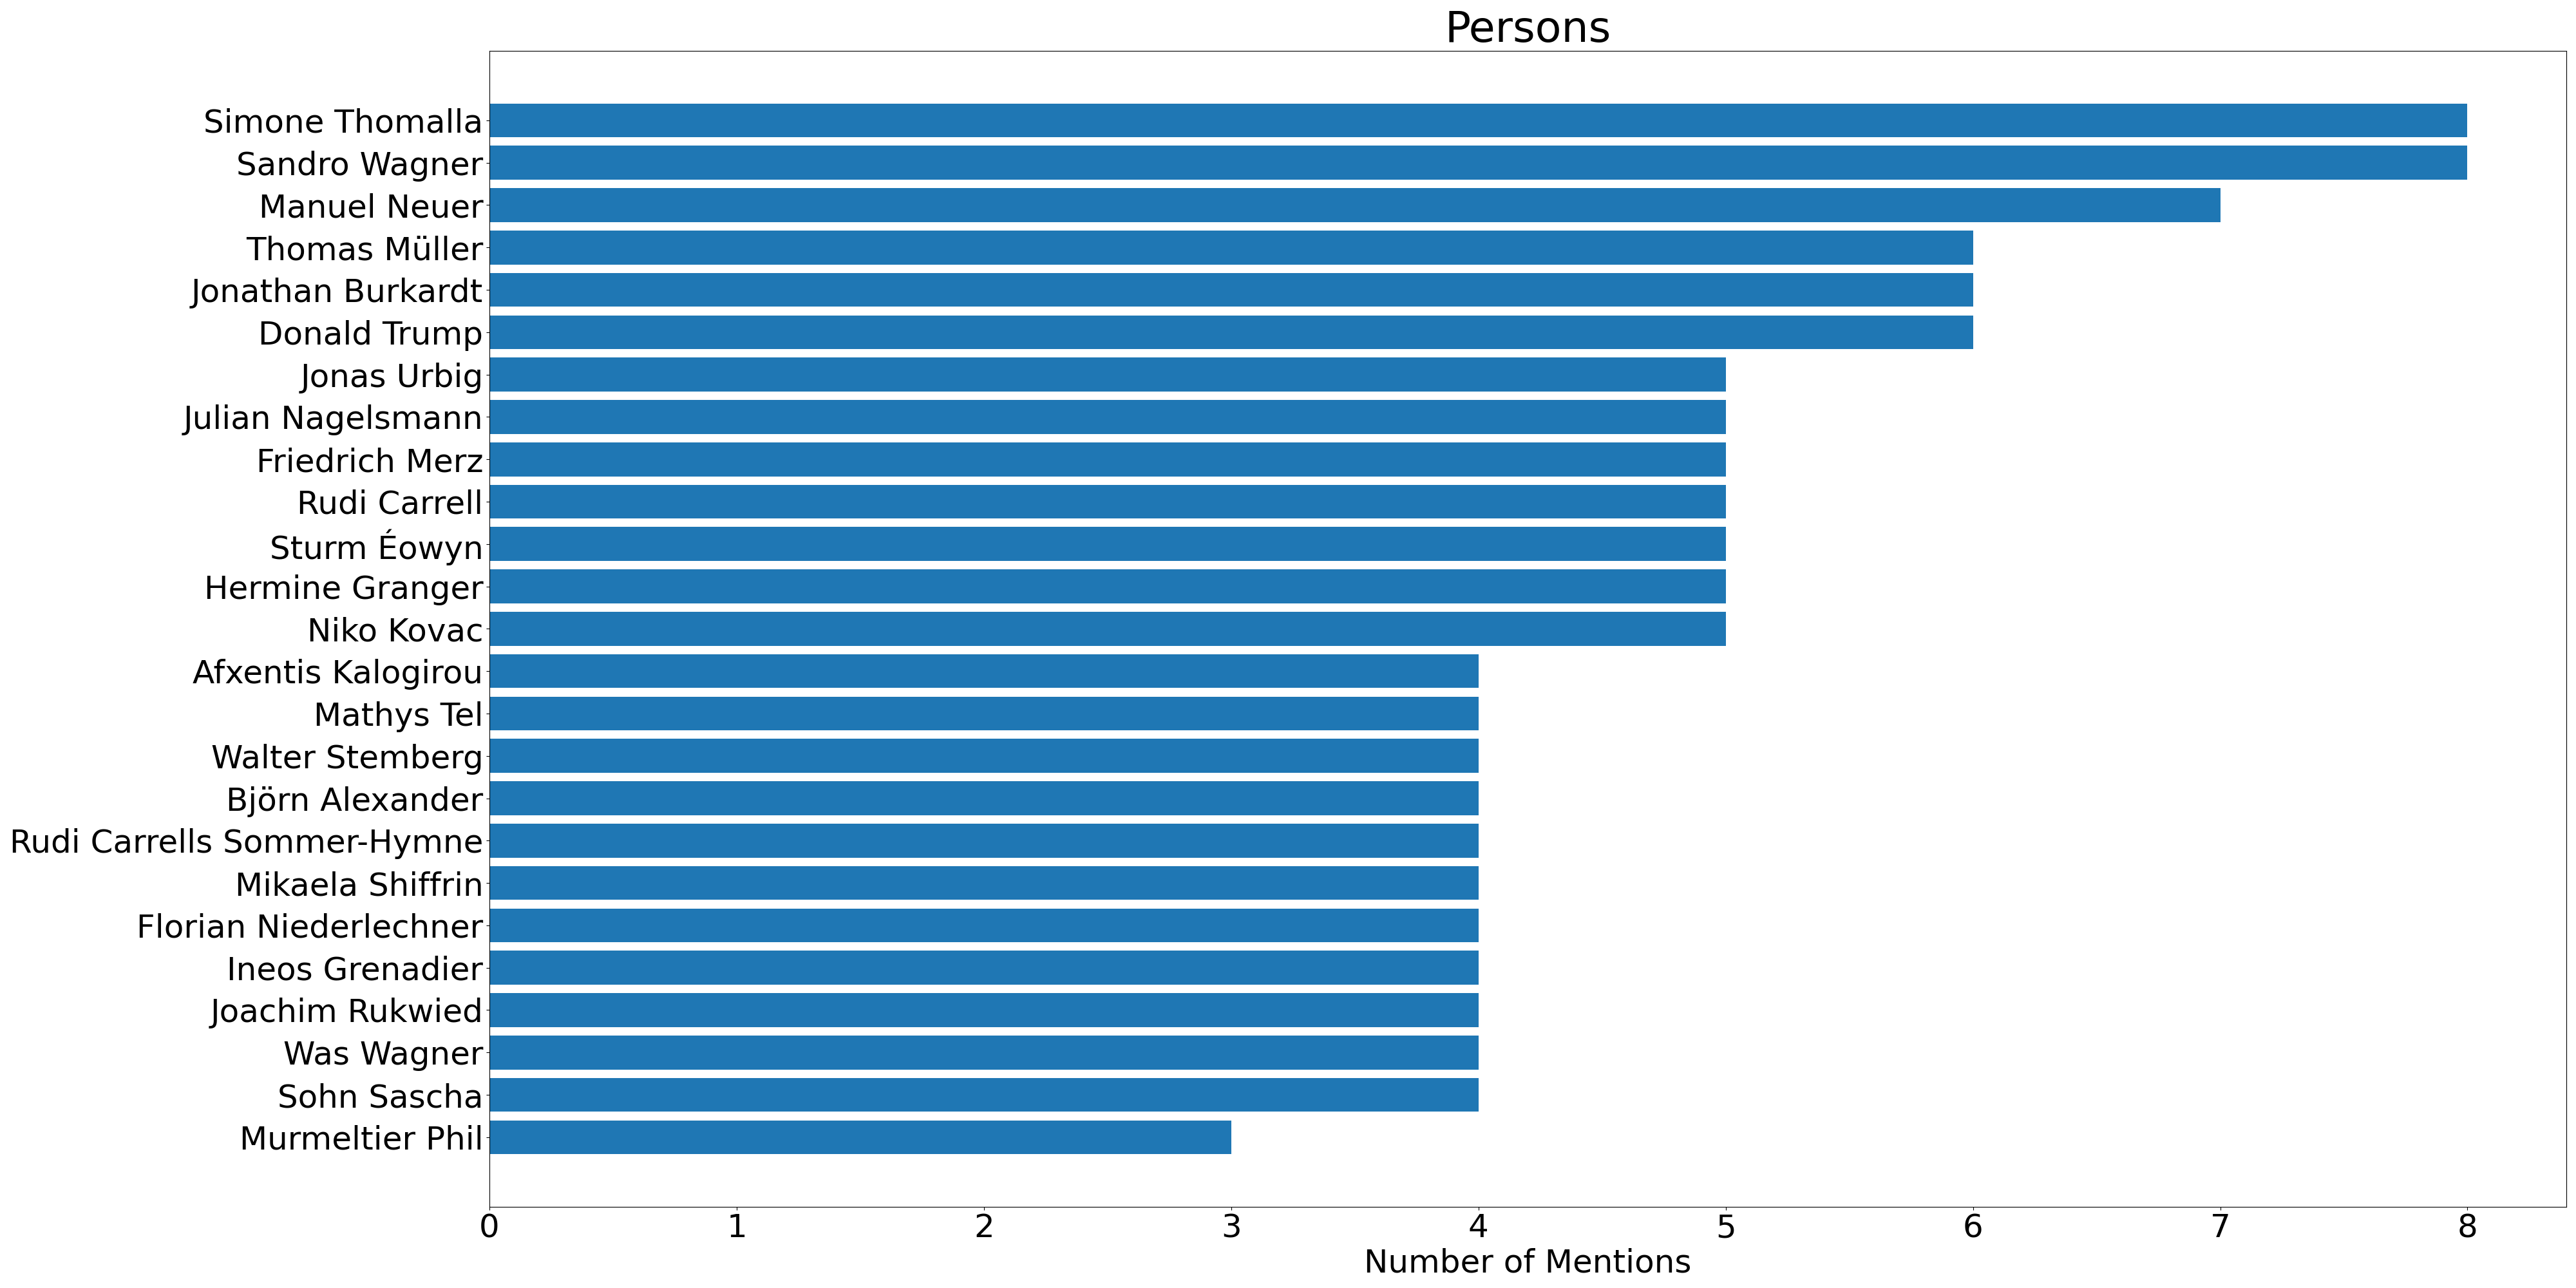 Persons
Simone Thomalla
Sandro Wagner
Manuel Neuer
Thomas Müller
Jonathan Burkardt
Donald Trump
Jonas Urbig
Julian Nagelsmann
Friedrich Merz
Rudi Carrell
Sturm Éowyn
Hermine Granger
Niko Kovac
Afxentis Kalogirou
Mathys Tel
Walter Stemberg
Björn Alexander
Rudi Carrells Sommer-Hymne
Mikaela Shiffrin
Florian Niederlechner
Ineos Grenadier
Joachim Rukwied
Was Wagner
Sohn Sascha
Murmeltier Phil
0 1 2 3 4 5 6 7 8
Number of Mentions